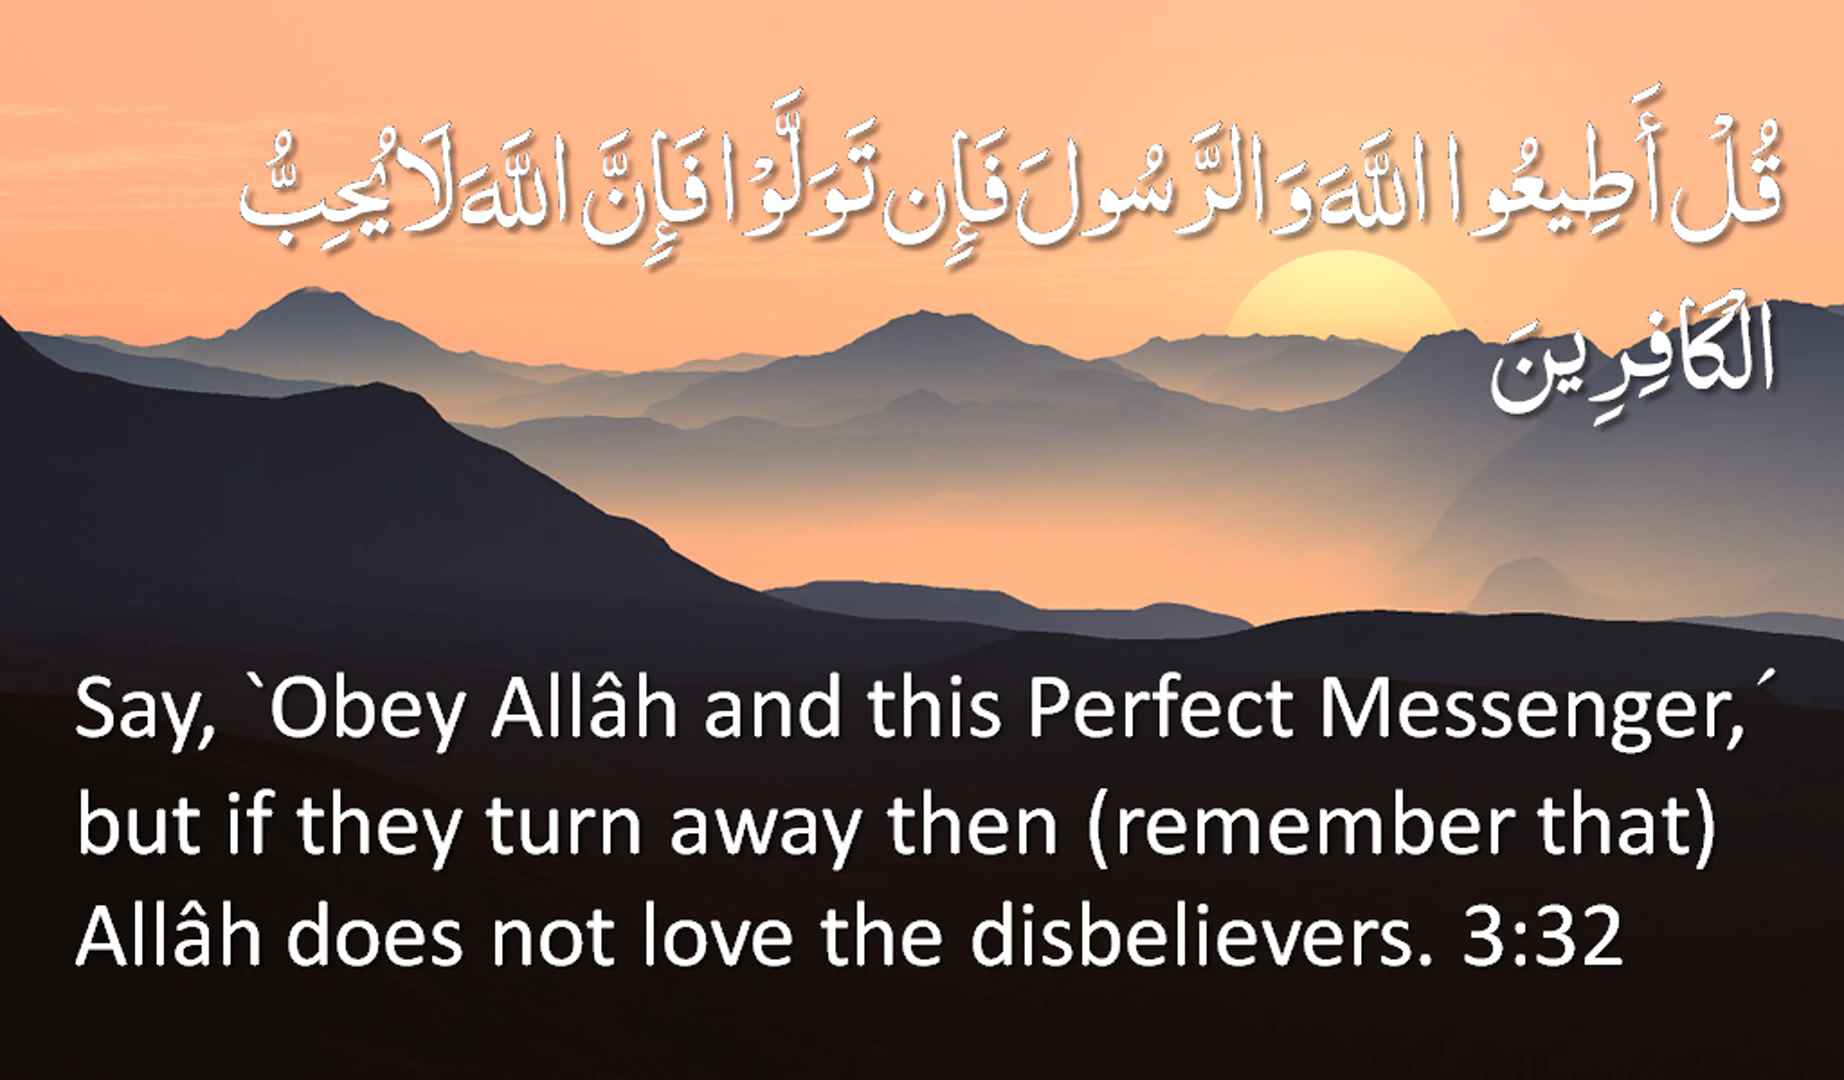 قُلْ أَطِيعُوا اللَّهَ وَالرَّسُولَ فَإِن تَوَلَّوْا فَإِنَّ اللَّهَ لَا يُحِبُّ
الْكَافِرِينَ
Say, `Obey Allâh and this Perfect Messenger,´
but if they turn away then (remember that)
Allâh does not love the disbelievers. 3:32